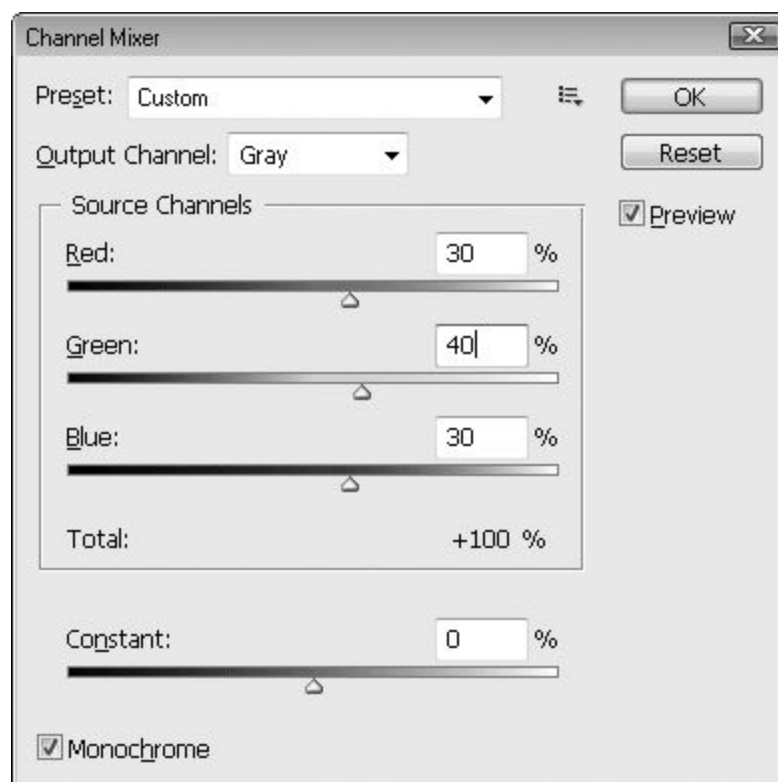 Channel Mixer
Preset: Custom
OK
Output Channel: Gray
Reset
Preview
Source Channels
Red: 30 %
Green: 40 %
Blue: 30 %
Total: +100 %
Constant: 0 %
Monochrome